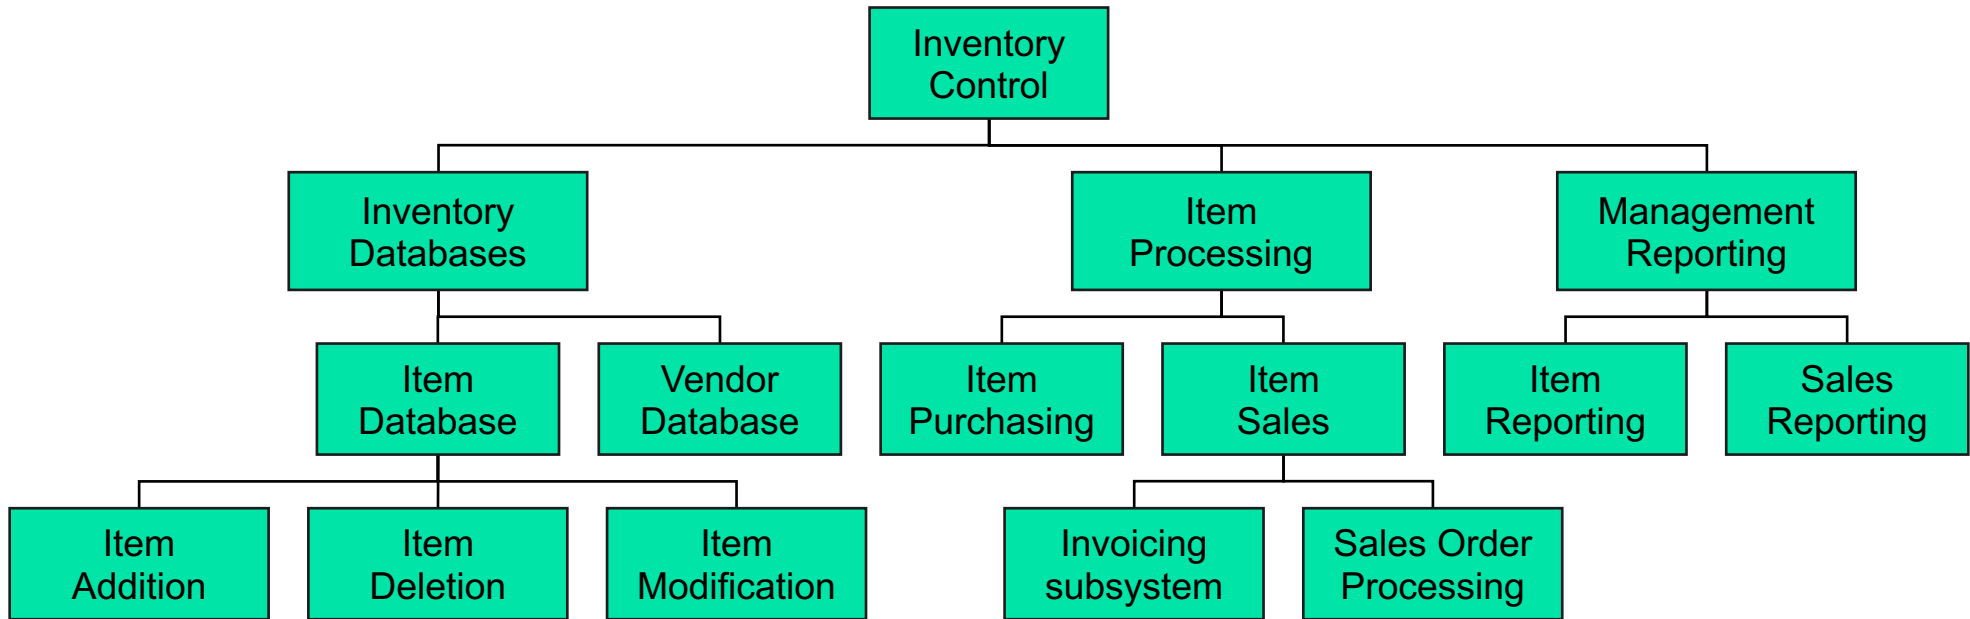 Inventory
Control
Inventory
Databases
Item
Processing
Management
Reporting
Item
Database
Vendor
Database
Item
Purchasing
Item
Sales
Item
Reporting
Sales
Reporting
Item
Addition
Item
Deletion
Item
Modification
Invoicing
subsystem
Sales Order
Processing